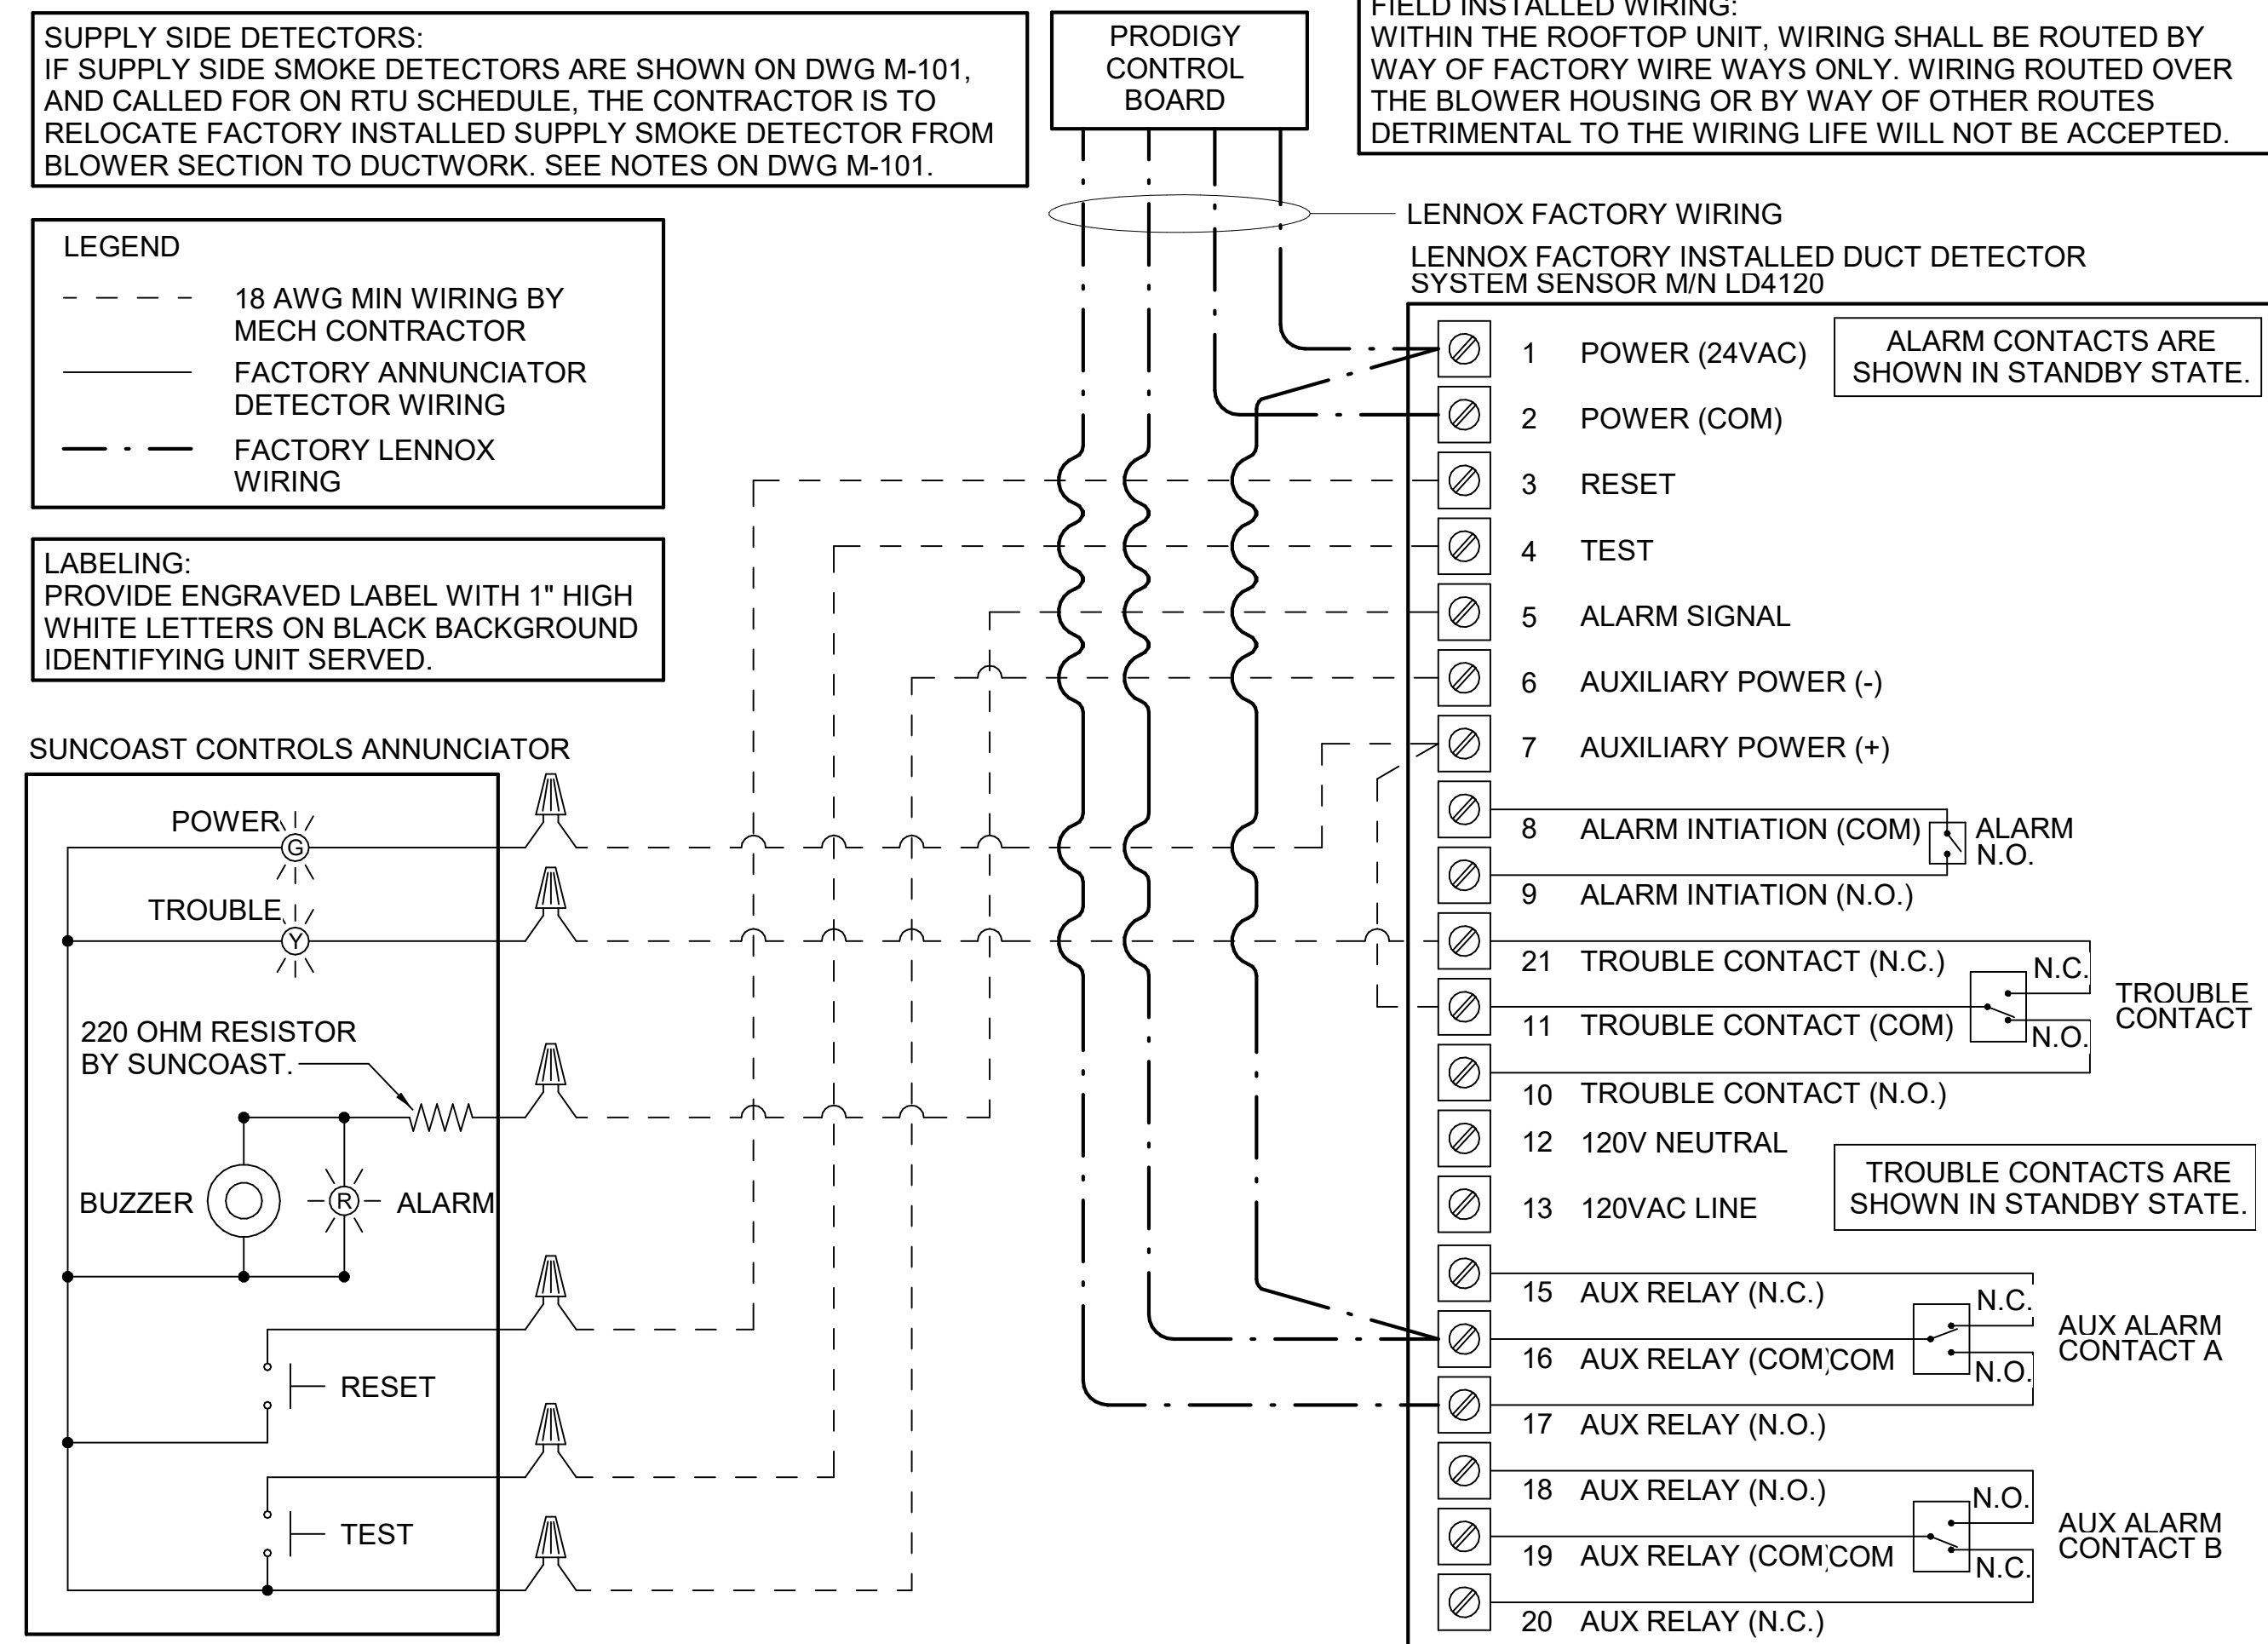 SUPPLY SIDE DETECTORS:
IF SUPPLY SIDE SMOKE DETECTORS ARE SHOWN ON DWG M-101,
AND CALLED FOR ON RTU SCHEDULE, THE CONTRACTOR IS TO
RELOCATE FACTORY INSTALLED SUPPLY SMOKE DETECTOR FROM
BLOWER SECTION TO DUCTWORK. SEE NOTES ON DWG M-101.
PRODIGY
CONTROL
BOARD
FIELD INSTALLED WIRING:
WITHIN THE ROOFTOP UNIT, WIRING SHALL BE ROUTED BY
WAY OF FACTORY WIRE WAYS ONLY. WIRING ROUTED OVER
THE BLOWER HOUSING OR BY WAY OF OTHER ROUTES
DETRIMENTAL TO THE WIRING LIFE WILL NOT BE ACCEPTED.
LEGEND
18 AWG MIN WIRING BY
MECH CONTRACTOR
FACTORY ANNUNCIATOR
DETECTOR WIRING
FACTORY LENNOX
WIRING
LABELING:
PROVIDE ENGRAVED LABEL WITH 1" HIGH
WHITE LETTERS ON BLACK BACKGROUND
IDENTIFYING UNIT SERVED.
SUNCOAST CONTROLS ANNUNCIATOR
POWER
G
TROUBLE
Y
220 OHM RESISTOR
BY SUNCOAST.
BUZZER
R
ALARM
RESET
TEST
LENNOX FACTORY WIRING
LENNOX FACTORY INSTALLED DUCT DETECTOR
SYSTEM SENSOR M/N LD4120
ALARM CONTACTS ARE
SHOWN IN STANDBY STATE.
1 POWER (24VAC)
2 POWER (COM)
3 RESET
4 TEST
5 ALARM SIGNAL
6 AUXILIARY POWER (-)
7 AUXILIARY POWER (+)
8 ALARM INTIATION (COM)
ALARM
N.O.
9 ALARM INTIATION (N.O.)
21 TROUBLE CONTACT (N.C.)
N.C.
TROUBLE
CONTACT
11 TROUBLE CONTACT (COM)
N.O.
10 TROUBLE CONTACT (N.O.)
12 120V NEUTRAL
13 120VAC LINE
TROUBLE CONTACTS ARE
SHOWN IN STANDBY STATE.
15 AUX RELAY (N.C.)
N.C.
AUX ALARM
CONTACT A
16 AUX RELAY (COM) COM
N.O.
17 AUX RELAY (N.O.)
18 AUX RELAY (N.O.)
N.O.
AUX ALARM
CONTACT B
19 AUX RELAY (COM) COM
N.C.
20 AUX RELAY (N.C.)